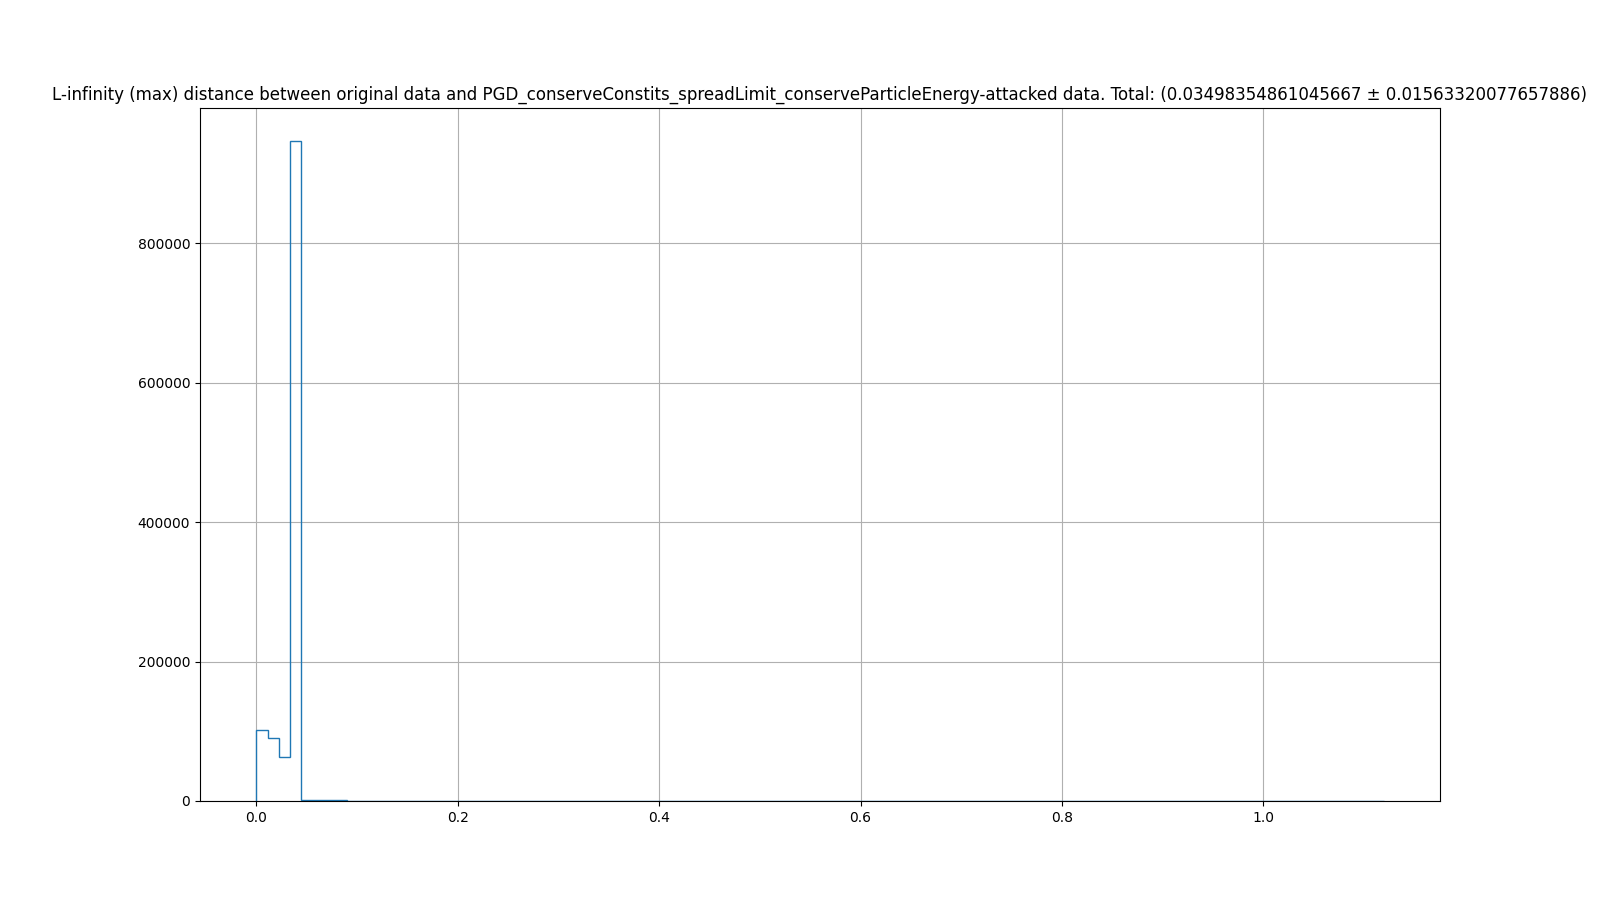 L-infinity (max) distance between original data and PGD_conserveConstits_spreadLimit_conserveParticleEnergy-attacked data. Total: (0.03498354861045667 ± 0.01563320077657886)
800000
600000
400000
200000
0
0.0 0.2 0.4 0.6 0.8 1.0